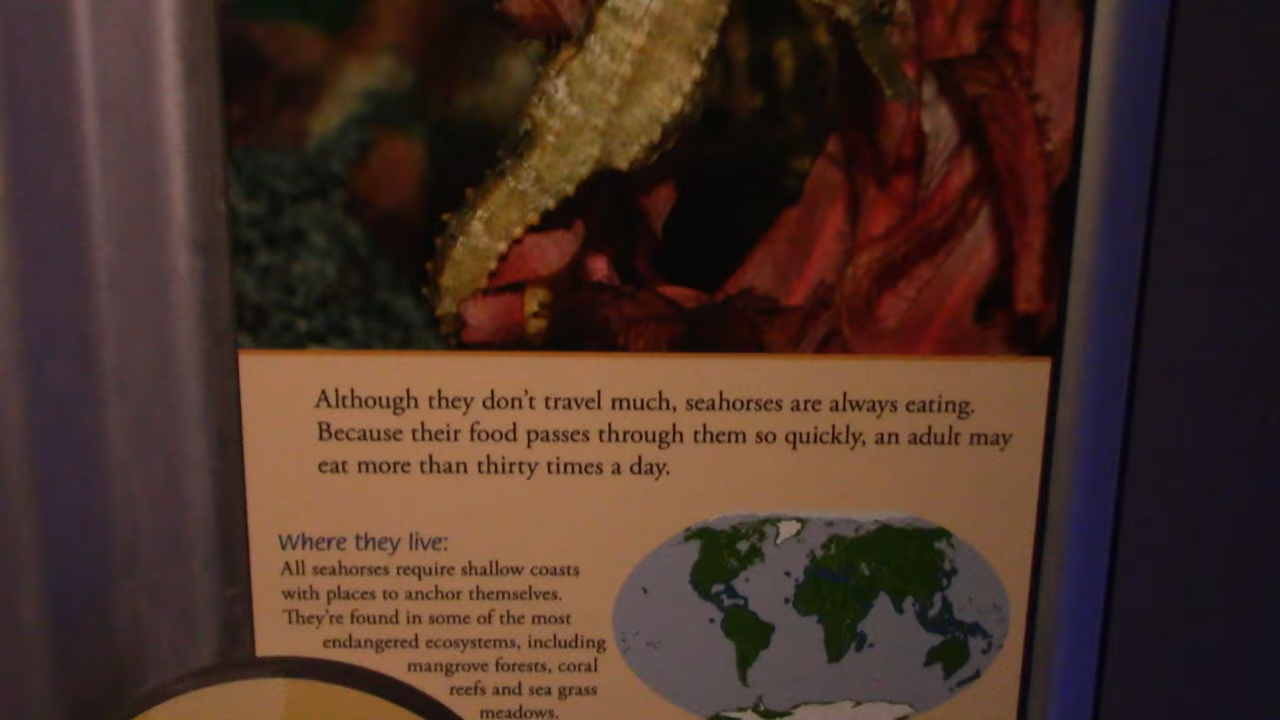 Although they don't travel much, seahorses are always eating.
Because their food passes through them so quickly, an adult may
eat more than thirty times a day.
Where they live:
All seahorses require shallow coasts
with places to anchor themselves.
They're found in some of the most
endangered ecosystems, including
mangrove forests, coral
reefs and sea grass
meadows.